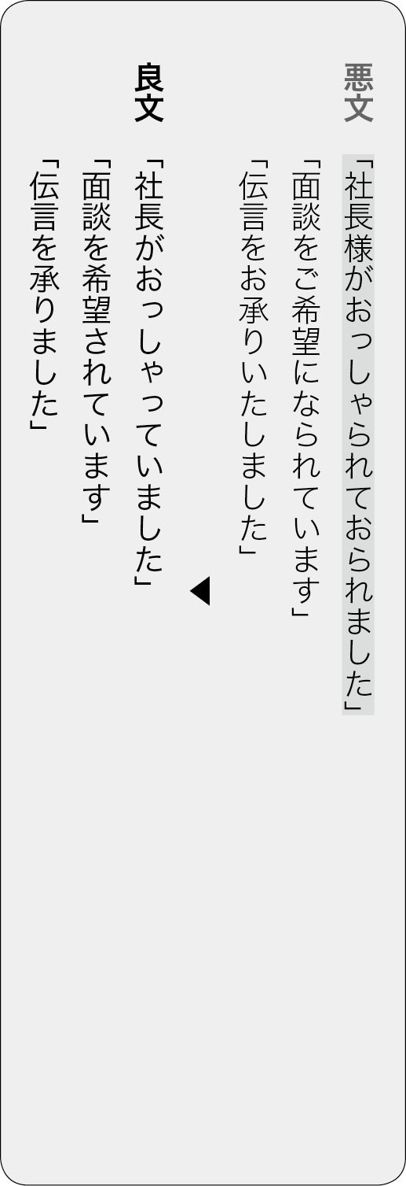 悪文 「社長様がおっしゃられておられました」
「面談をご希望になられています」
「伝言をお承りいたしました」
良文 「社長がおっしゃっていました」
「面談を希望されています」
「伝言を承りました」